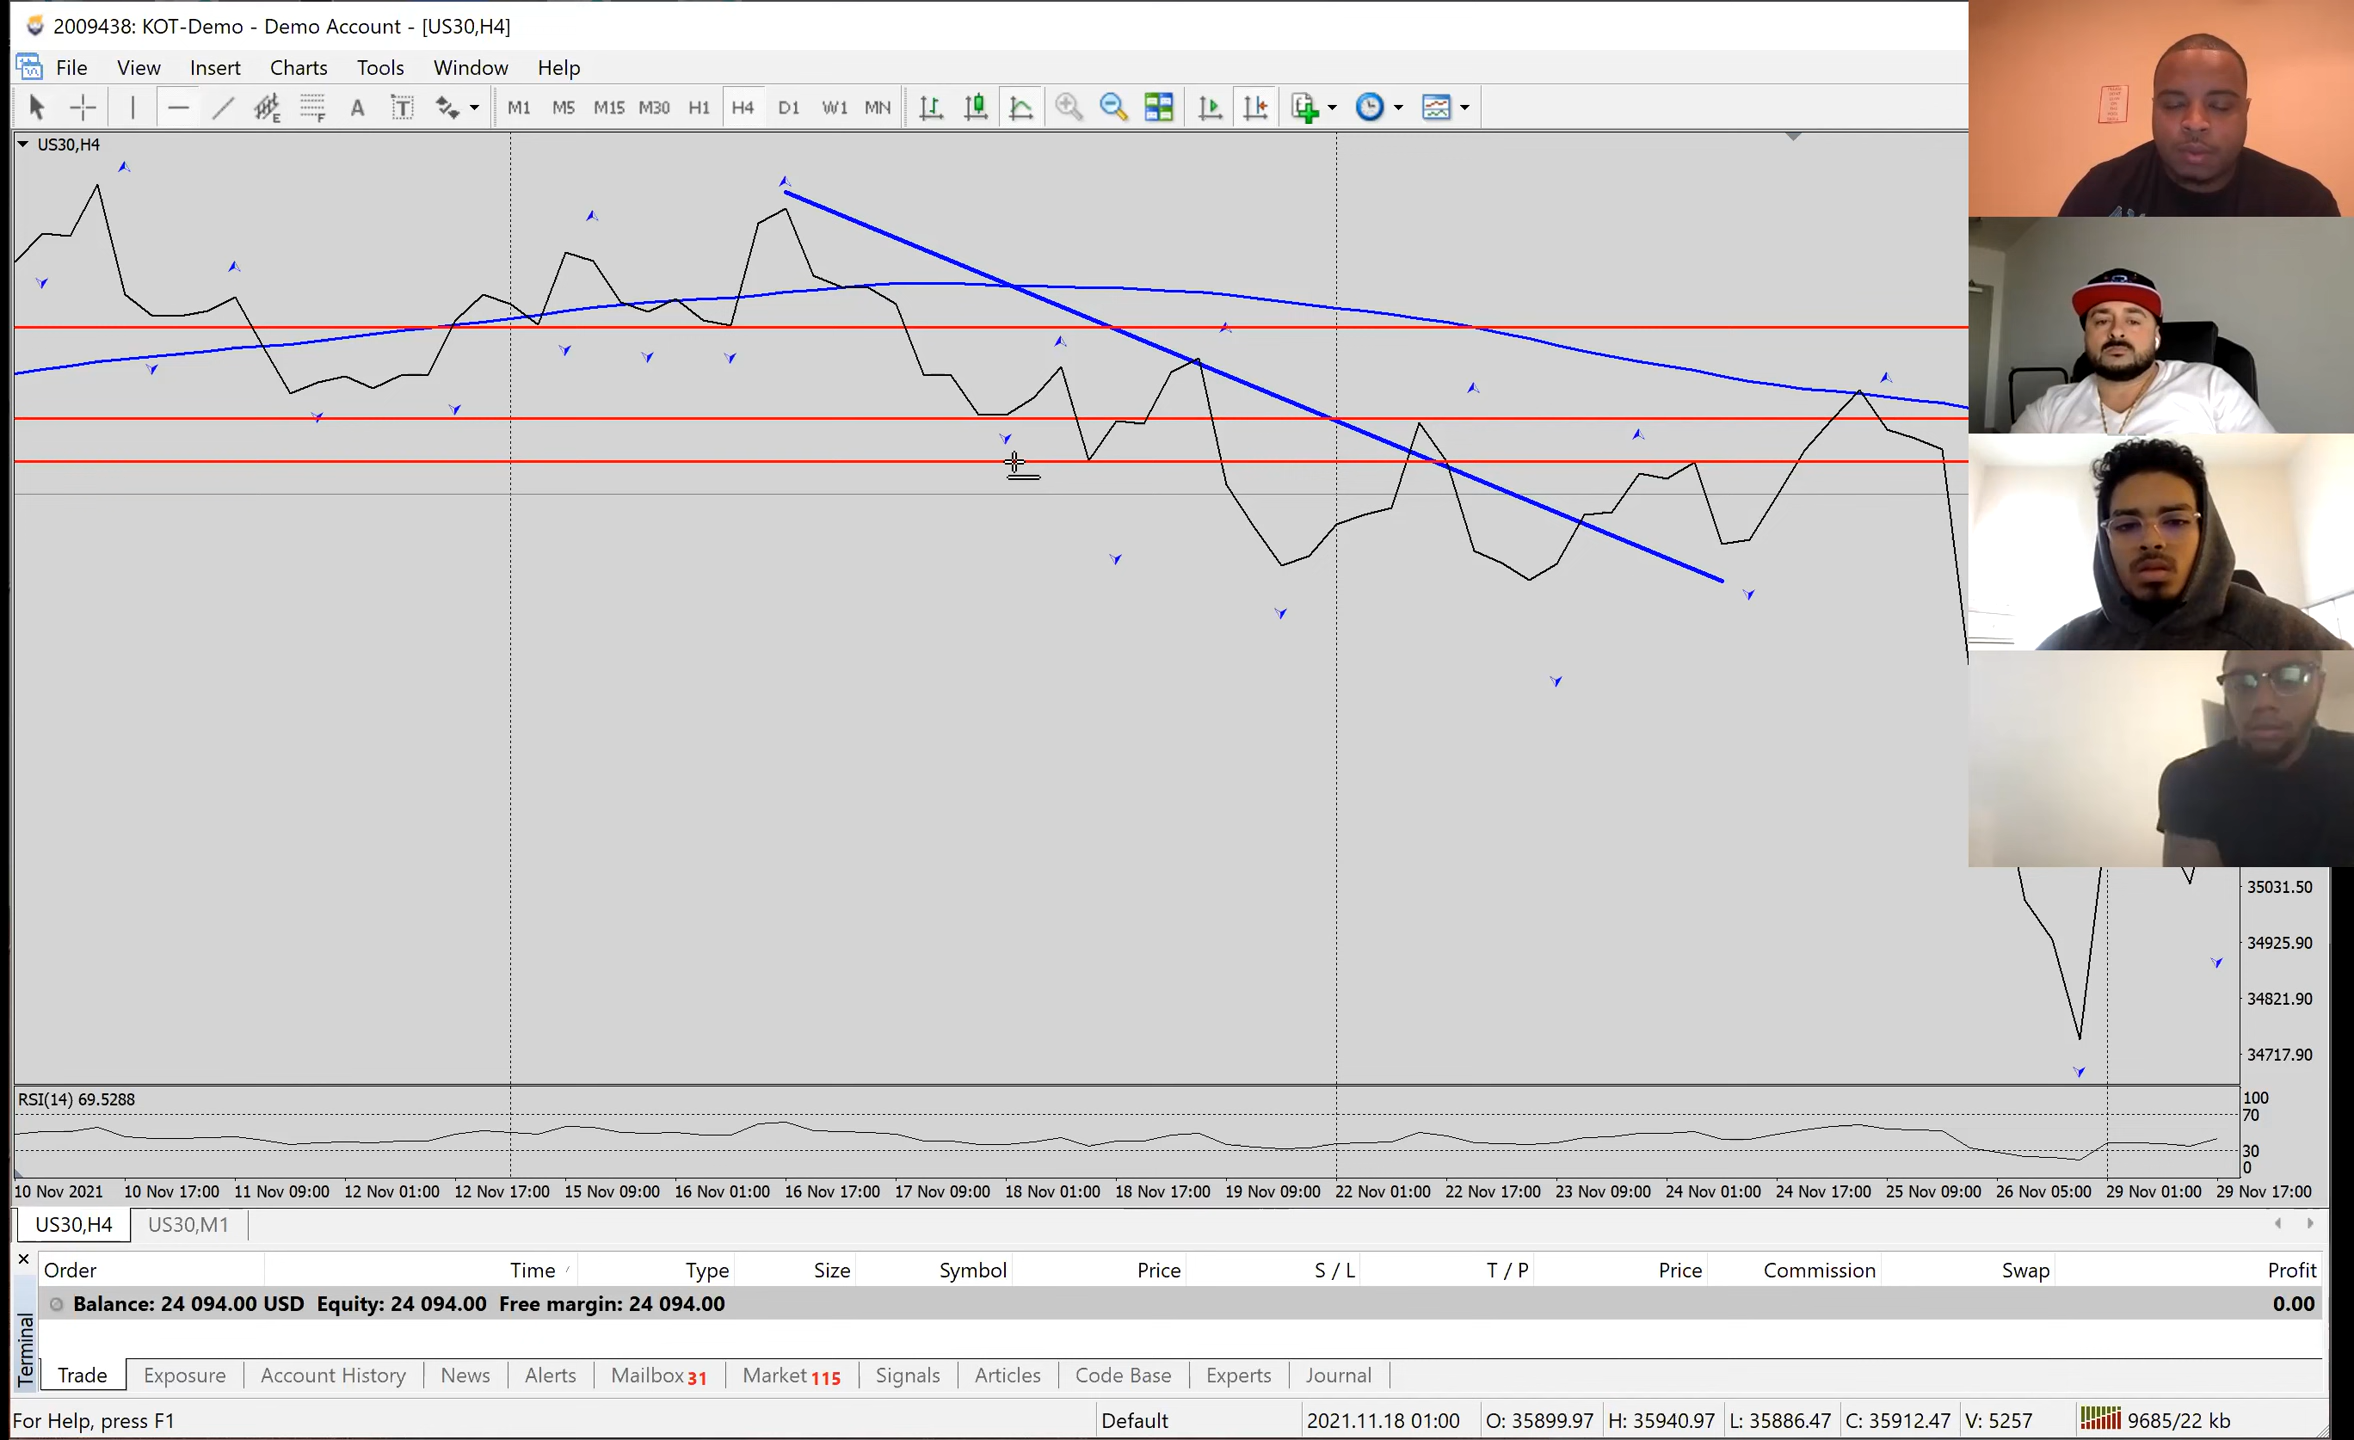 2009438: KOT-Demo - Demo Account - [US30,H4]
File View Insert Charts Tools Window Help
A T M1 M5 M15 M30 H1 H4 D1 W1 MN
US30,H4
35031.50
34925.90
34821.90
34717.90
RSI(14) 69.5288
100
70
30
0
10 Nov 2021 10 Nov 17:00 11 Nov 09:00 12 Nov 01:00 12 Nov 17:00 15 Nov 09:00 16 Nov 01:00 16 Nov 17:00 17 Nov 09:00 18 Nov 01:00 18 Nov 17:00 19 Nov 09:00 22 Nov 01:00 22 Nov 17:00 23 Nov 09:00 24 Nov 01:00 24 Nov 17:00 25 Nov 09:00 26 Nov 05:00 29 Nov 01:00 29 Nov 17:00
US30,H4 US30,M1
Order Time Type Size Symbol Price S / L T / P Price Commission Swap Profit
Balance: 24 094.00 USD Equity: 24 094.00 Free margin: 24 094.00 0.00
Terminal
Trade Exposure Account History News Alerts Mailbox 31 Market 115 Signals Articles Code Base Experts Journal
For Help, press F1 Default 2021.11.18 01:00 O: 35899.97 H: 35940.97 L: 35886.47 C: 35912.47 V: 5257 9685/22 kb